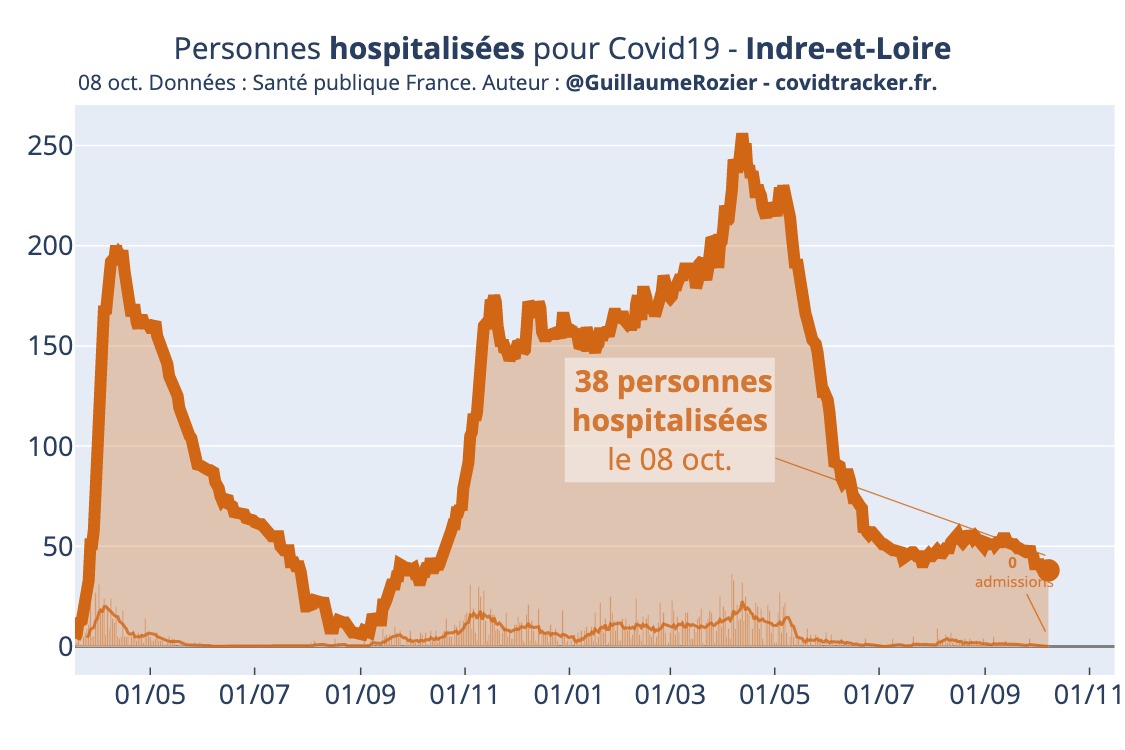 Personnes hospitalisées pour Covid19 - Indre-et-Loire
08 oct. Données : Santé publique France. Auteur : @GuillaumeRozier - covidtracker.fr.
250
200
150
100
50
0
38 personnes
hospitalisées
le 08 oct.
0
admissions
01/05 01/07 01/09 01/11 01/01 01/03 01/05 01/07 01/09 01/11